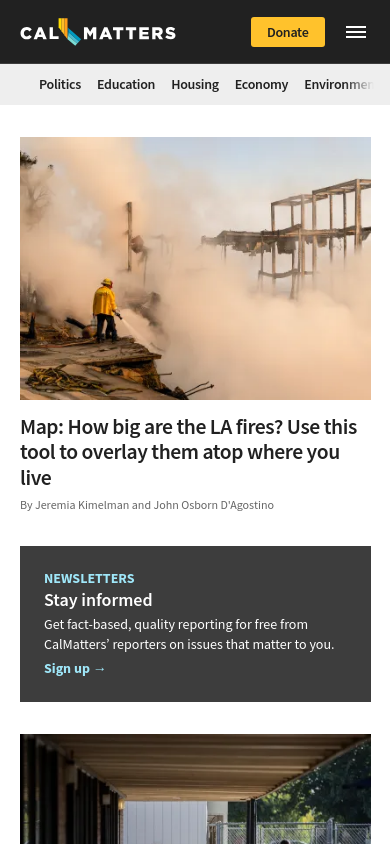 CALMATTERS
Donate
Politics Education Housing Economy
Map: How big are the LA fires? Use this
tool to overlay them atop where you
live
By Jeremia Kimelman and John Osborn D'Agostino
NEWSLETTERS
Stay informed
Get fact-based, quality reporting for free from
CalMatters’ reporters on issues that matter to you.
Sign up →